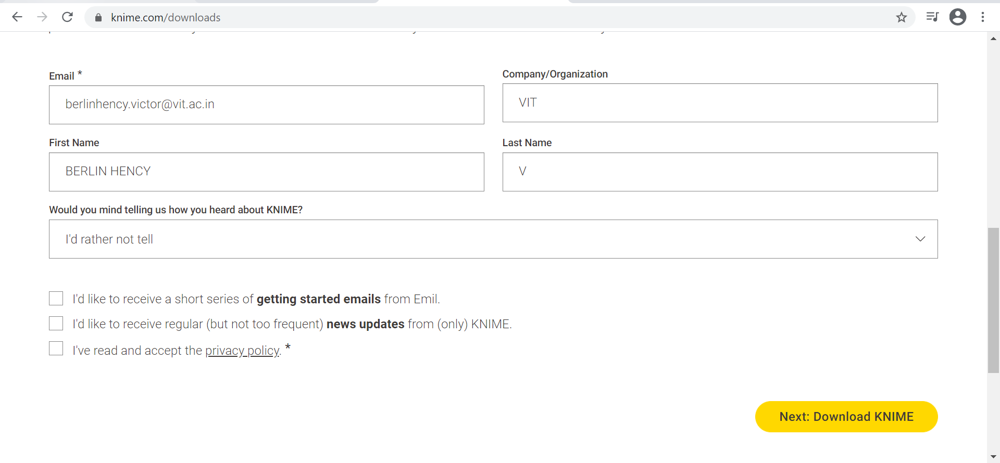 knime.com/downloads
Email *
Company/Organization
berlinhency.victor@vit.ac.in
VIT
First Name
Last Name
BERLIN HENCY
V
Would you mind telling us how you heard about KNIME?
I'd rather not tell
I'd like to receive a short series of getting started emails from Emil.
I'd like to receive regular (but not too frequent) news updates from (only) KNIME.
I've read and accept the privacy policy. *
Next: Download KNIME